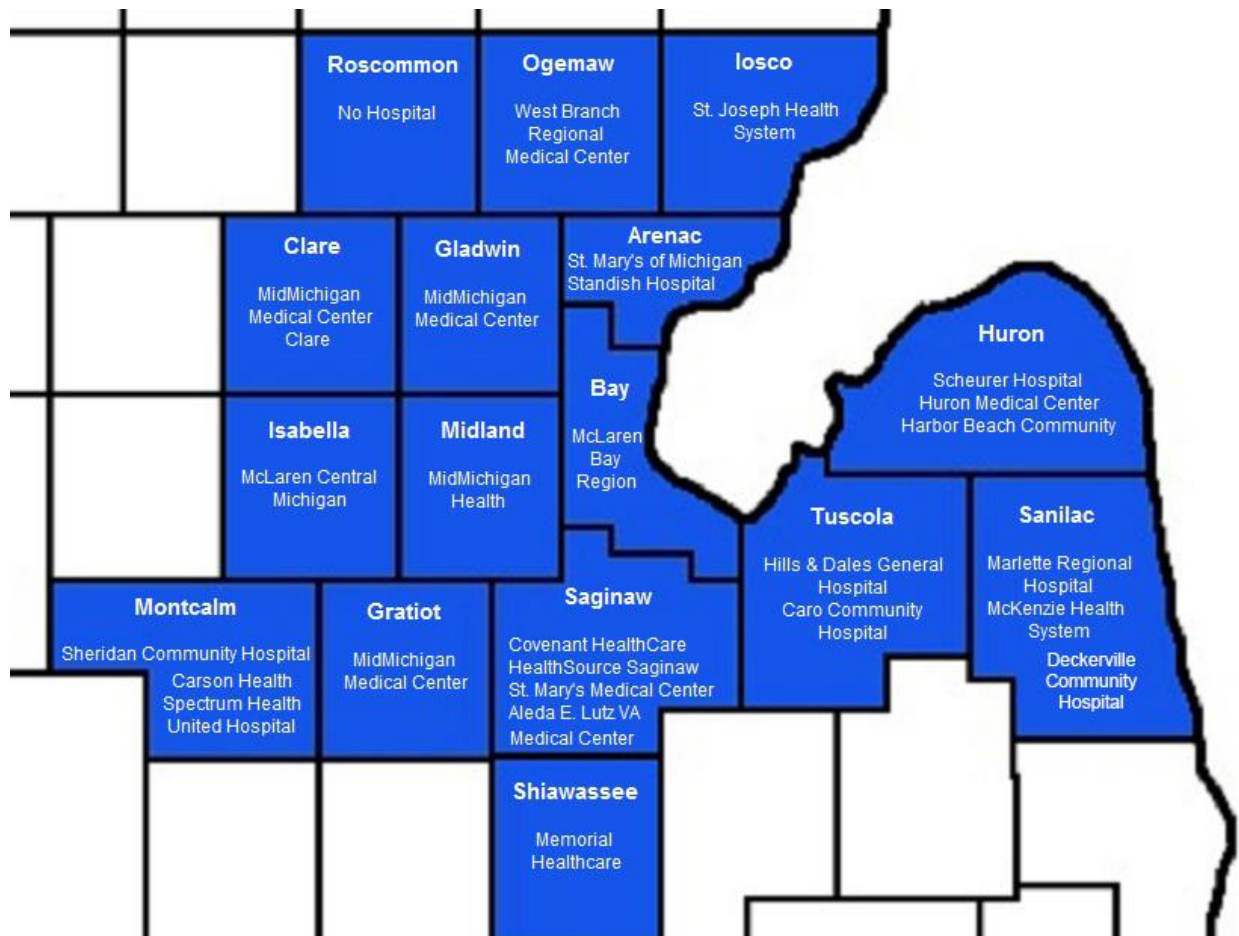 Roscommon
No Hospital
Ogemaw
West Branch
Regional
Medical Center
Iosco
St. Joseph Health
System
Clare
MidMichigan
Medical Center
Clare
Gladwin
MidMichigan
Medical Center
Arenac
St. Mary's of Michigan
Standish Hospital
Huron
Scheurer Hospital
Huron Medical Center
Harbor Beach Community
Isabella
McLaren Central
Michigan
Midland
MidMichigan
Health
Bay
McLaren
Bay
Region
Tuscola
Hills & Dales General
Hospital
Caro Community
Hospital
Sanilac
Marlette Regional
Hospital
McKenzie Health
System
Deckerville
Community
Hospital
Montcalm
Sheridan Community Hospital
Carson Health
Spectrum Health
United Hospital
Gratiot
MidMichigan
Medical Center
Saginaw
Covenant HealthCare
HealthSource Saginaw
St. Mary's Medical Center
Aleda E. Lutz VA
Medical Center
Shiawassee
Memorial
Healthcare